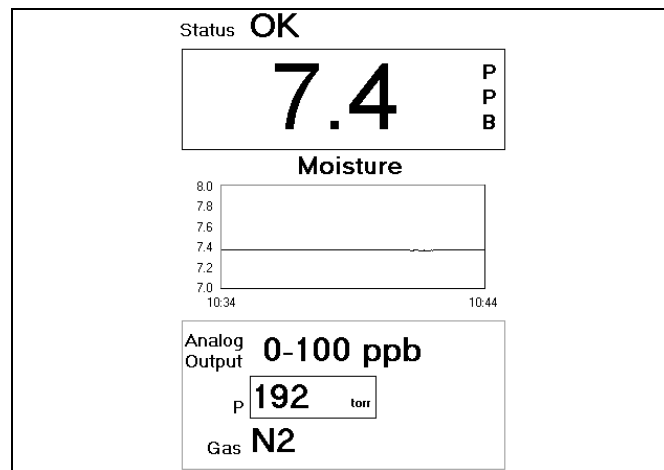 Status OK
7.4 PPB
Moisture
8.0
7.8
7.6
7.4
7.2
7.0
10:34 10:44
Analog Output 0-100 ppb
P 192 torr
Gas N2